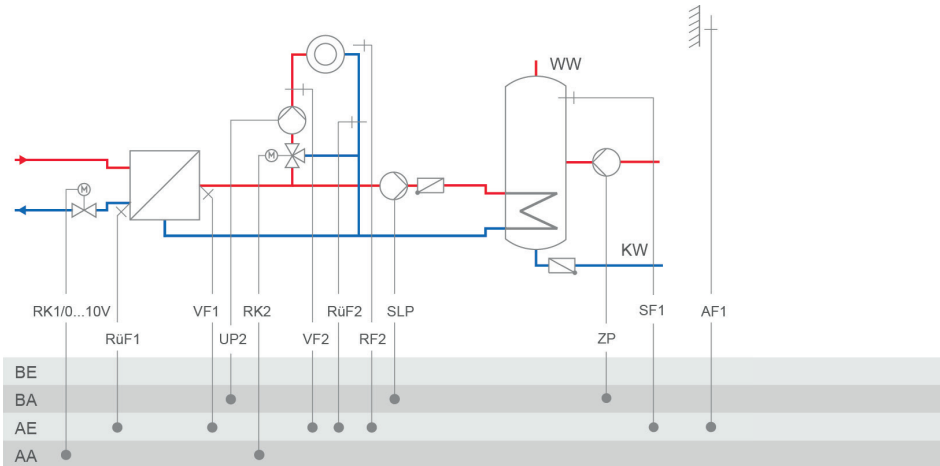 WW
M
M
KW
RK1/0...10V
VF1
RK2
RüF2
SLP
SF1
AF1
RüF1
UP2
VF2
RF2
ZP
BE
BA
AE
AA